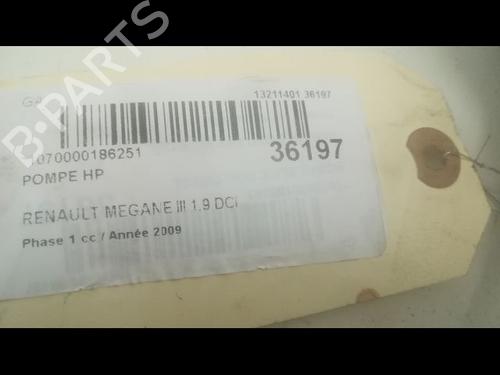 13211401 36197
1070000186251
36197
POMPE HP
RENAULT MEGANE III 1.9 DCI
Phase 1 cc / Année 2009
B-PARTS